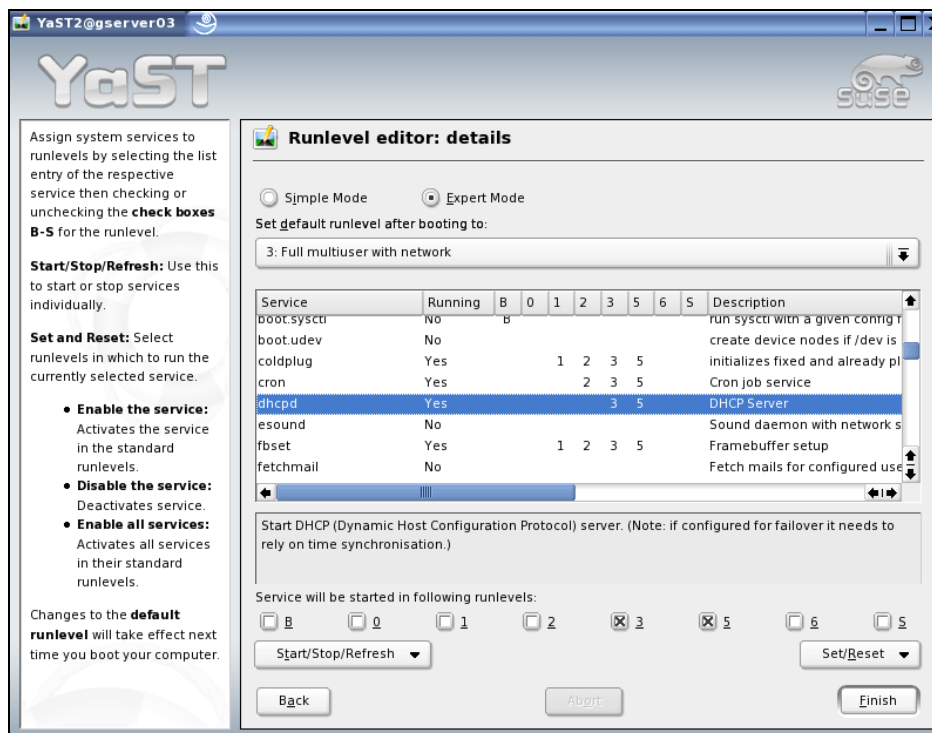 YaST2@gserver03
YaST
suse
Assign system services to
runlevels by selecting the list
entry of the respective
service then checking or
unchecking the check boxes
B-S for the runlevel.
Start/Stop/Refresh: Use this
to start or stop services
individually.
Set and Reset: Select
runlevels in which to run the
currently selected service.
Enable the service:
Activates the service
in the standard
runlevels.
Disable the service:
Deactivates service.
Enable all services:
Activates all services
in their standard
runlevels.
Changes to the default
runlevel will take effect next
time you boot your computer.
Runlevel editor: details
Simple Mode Expert Mode
Set default runlevel after booting to:
3: Full multiuser with network
Service Running B 0 1 2 3 5 6 S Description
boot.sysctl No B run sysctl with a given config f
boot.udev No create device nodes if /dev is
coldplug Yes 1 2 3 5 initializes fixed and already pl
cron Yes 2 3 5 Cron job service
dhcpd Yes 3 5 DHCP Server
esound No Sound daemon with network s
fbset Yes 1 2 3 5 Framebuffer setup
fetchmail No Fetch mails for configured use
Start DHCP (Dynamic Host Configuration Protocol) server. (Note: if configured for failover it needs to
rely on time synchronisation.)
Service will be started in following runlevels:
B 0 1 2 3 5 6 S
Start/Stop/Refresh Set/Reset
Back Abort Finish